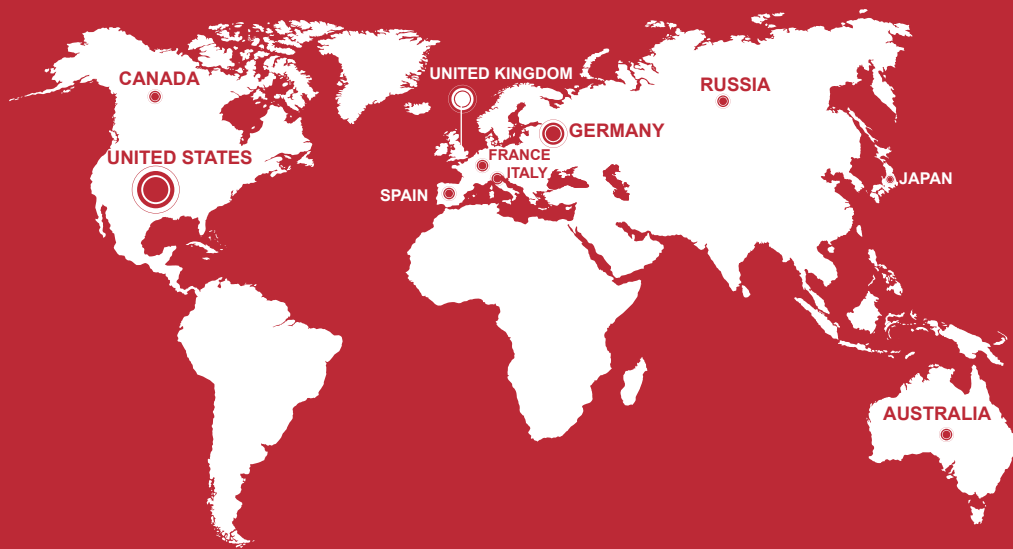 UNITED KINGDOM
CANADA
RUSSIA
GERMANY
UNITED STATES
FRANCE
ITALY
JAPAN
SPAIN
AUSTRALIA